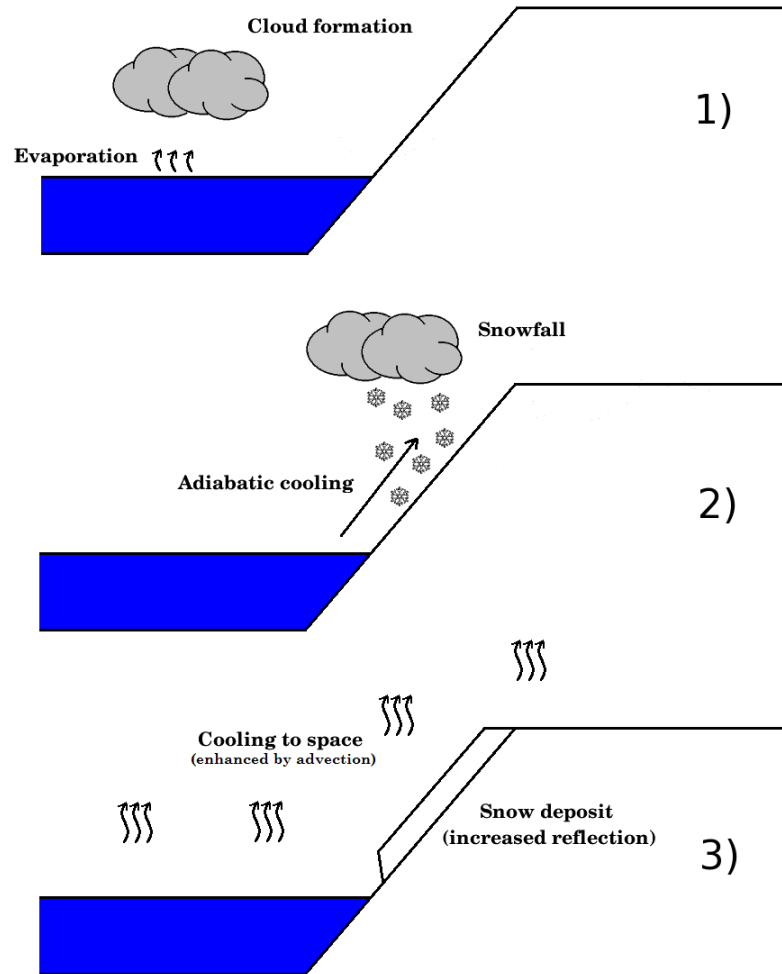 Cloud formation
1)
Evaporation
Snowfall
Adiabatic cooling
2)
Cooling to space
(enhanced by advection)
Snow deposit
(increased reflection)
3)